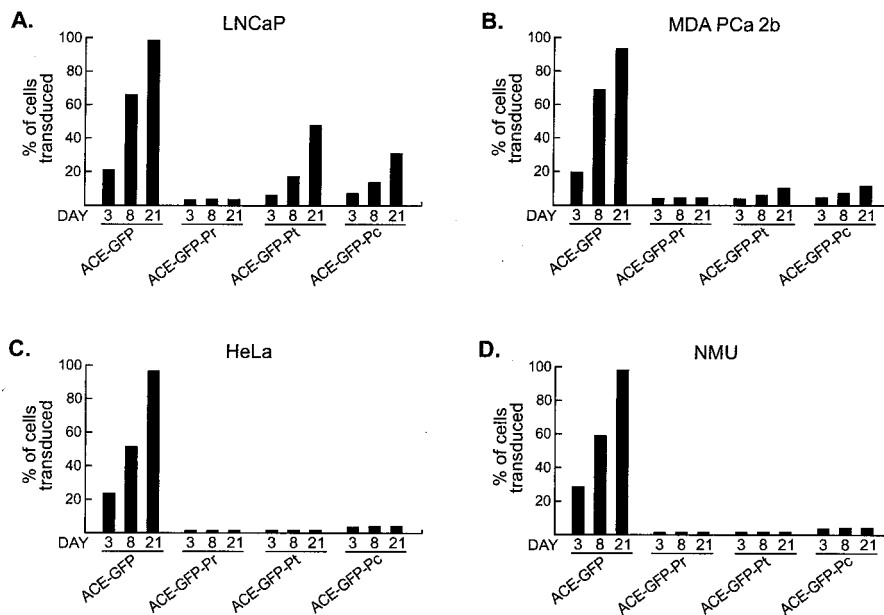 A.
LNCaP
% of cells
transduced
100
80
60
40
20
DAY 3 8 21 3 8 21 3 8 21 3 8 21
ACE-GFP
ACE-GFP-Pr
ACE-GFP-Pt
ACE-GFP-Pc
B.
MDA PCa 2b
% of cells
transduced
100
80
60
40
20
DAY 3 8 21 3 8 21 3 8 21 3 8 21
ACE-GFP
ACE-GFP-Pr
ACE-GFP-Pt
ACE-GFP-Pc
C.
HeLa
% of cells
transduced
100
80
60
40
20
DAY 3 8 21 3 8 21 3 8 21 3 8 21
ACE-GFP
ACE-GFP-Pr
ACE-GFP-Pt
ACE-GFP-Pc
D.
NMU
% of cells
transduced
100
80
60
40
20
DAY 3 8 21 3 8 21 3 8 21 3 8 21
ACE-GFP
ACE-GFP-Pr
ACE-GFP-Pt
ACE-GFP-Pc